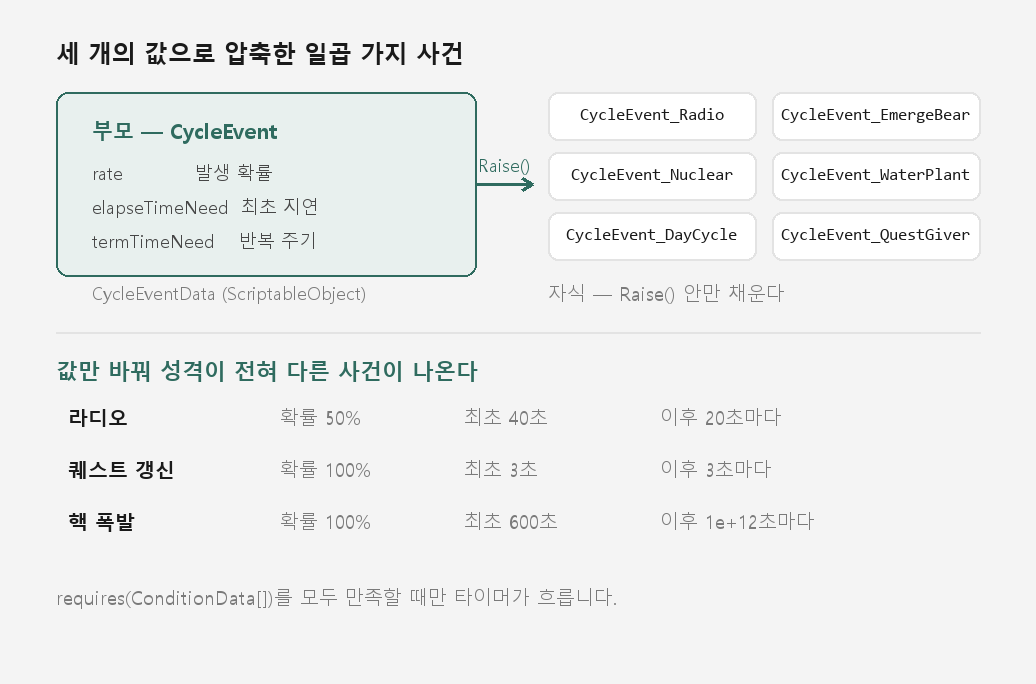 세 개의 값으로 압축한 일곱 가지 사건
부모 — CycleEvent
rate 발생 확률
elapseTimeNeed 최초 지연
termTimeNeed 반복 주기
CycleEventData (ScriptableObject)
Raise()
CycleEvent_Radio CycleEvent_EmergeBear
CycleEvent_Nuclear CycleEvent_WaterPlant
CycleEvent_DayCycle CycleEvent_QuestGiver
자식 — Raise() 안만 채운다
값만 바꿔 성격이 전혀 다른 사건이 나온다
라디오 확률 50% 최초 40초 이후 20초마다
퀘스트 갱신 확률 100% 최초 3초 이후 3초마다
핵 폭발 확률 100% 최초 600초 이후 1e+12초마다
requires(ConditionData[])를 모두 만족할 때만 타이머가 흐릅니다.